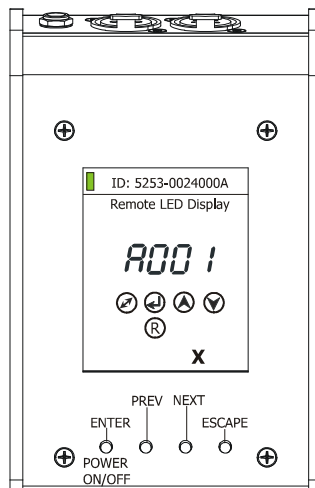 ID: 5253-0024000A
Remote LED Display
A001
R
X
PREV NEXT
ENTER ESCAPE
POWER
ON/OFF